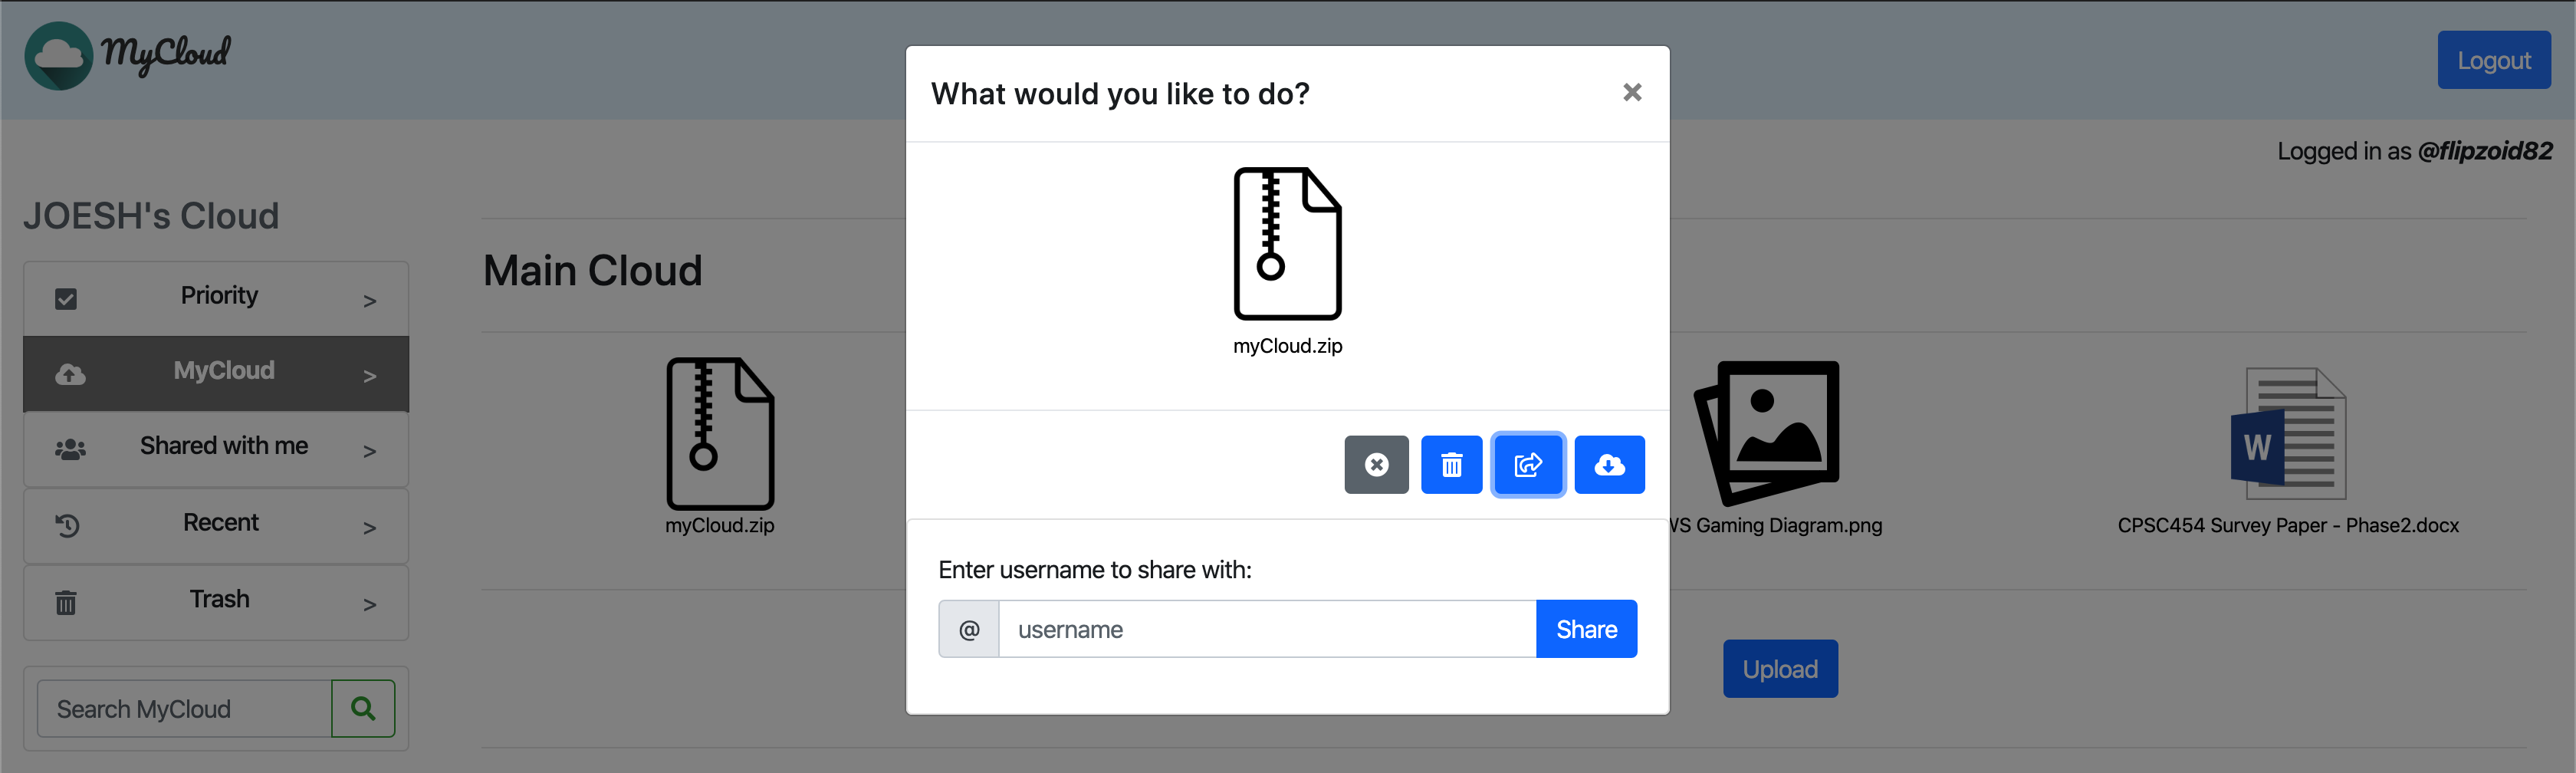 MyCloud
Logout
Logged in as @flipzoid82
JOESH's Cloud
Priority >
MyCloud >
Shared with me >
Recent >
Trash >
Search MyCloud
Main Cloud
myCloud.zip
Gaming Diagram.png
W
CPSC454 Survey Paper - Phase2.docx
Upload
What would you like to do? ×
myCloud.zip
Enter username to share with:
@ username Share